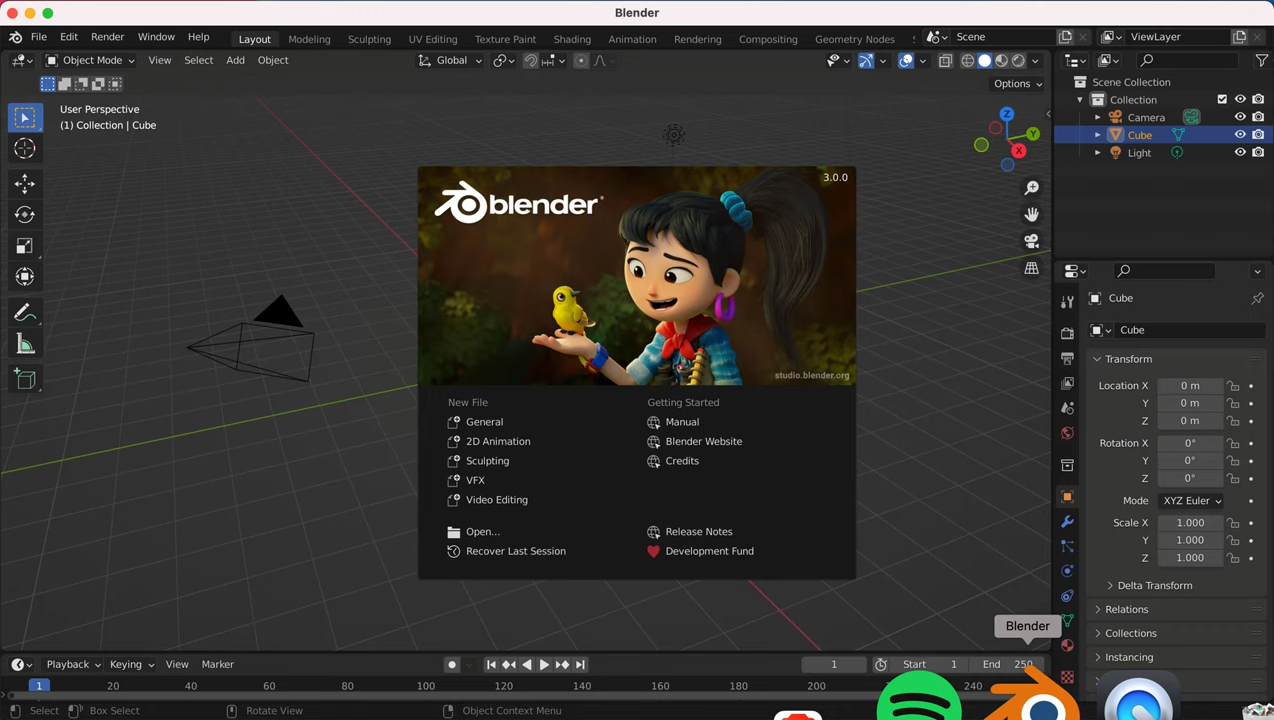 Blender
File Edit Render Window Help
Layout Modeling Sculpting UV Editing Texture Paint Shading Animation Rendering Compositing Geometry Nodes
Scene
ViewLayer
Object Mode View Select Add Object
Global
Options
User Perspective
(1) Collection | Cube
Z
Y
X
Scene Collection
Collection
Camera
Cube
Light
blender
3.0.0
studio.blender.org
New File
General
2D Animation
Sculpting
VFX
Video Editing
Open...
Recover Last Session
Getting Started
Manual
Blender Website
Credits
Release Notes
Development Fund
Cube
Cube
Transform
Location X 0 m
Y 0 m
Z 0 m
Rotation X 0°
Y 0°
Z 0°
Mode XYZ Euler
Scale X 1.000
Y 1.000
Z 1.000
Delta Transform
Relations
Collections
Instancing
Blender
Playback Keying View Marker
1
Start 1
End 250
1 20 40 60 80 100 120 140 160 180 200 220 240
Select Box Select Rotate View Object Context Menu